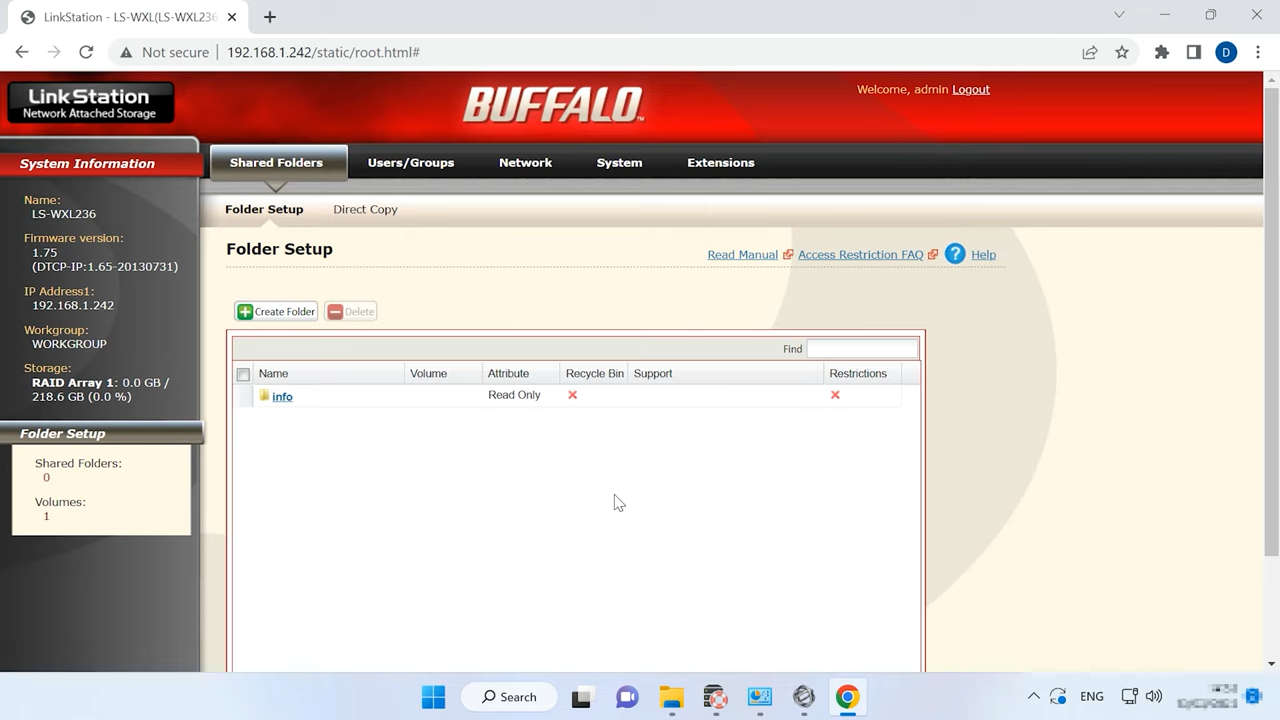 LinkStation - LS-WXL(LS-WXL236
Not secure
192.168.1.242/static/root.html#
D
LinkStation
Network Attached Storage
BUFFALO
Welcome, admin Logout
System Information
Shared Folders
Users/Groups
Network
System
Extensions
Name:
LS-WXL236
Firmware version:
1.75
(DTCP-IP:1.65-20130731)
IP Address1:
192.168.1.242
Workgroup:
WORKGROUP
Storage:
RAID Array 1: 0.0 GB /
218.6 GB (0.0 %)
Folder Setup
Shared Folders:
0
Volumes:
1
Folder Setup
Direct Copy
Folder Setup
Read Manual
Access Restriction FAQ
? Help
Create Folder
Delete
Find
Name Volume Attribute Recycle Bin Support Restrictions
info Read Only
Search
ENG